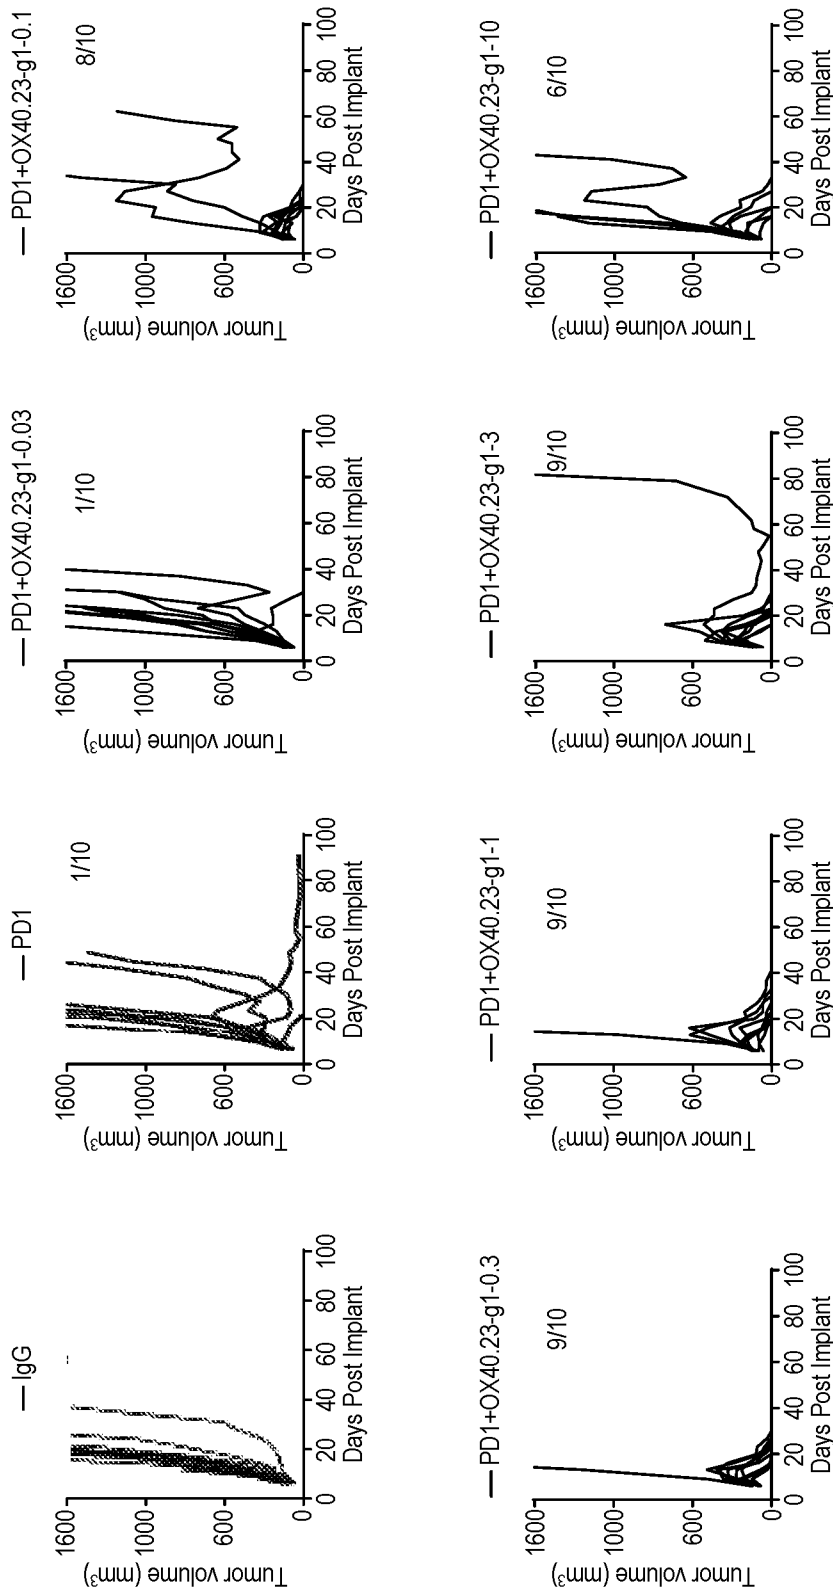 IgG
Tumor volume (mm³)
1600
1000
600
0
0 20 40 60 80 100
Days Post Implant
PD1
1/10
Tumor volume (mm³)
1600
1000
600
0
0 20 40 60 80 100
Days Post Implant
PD1+OX40.23-g1-0.03
1/10
Tumor volume (mm³)
1600
1000
600
0
0 20 40 60 80 100
Days Post Implant
PD1+OX40.23-g1-0.1
8/10
Tumor volume (mm³)
1600
1000
600
0
0 20 40 60 80 100
Days Post Implant
PD1+OX40.23-g1-0.3
9/10
Tumor volume (mm³)
1600
1000
600
0
0 20 40 60 80 100
Days Post Implant
PD1+OX40.23-g1-1
9/10
Tumor volume (mm³)
1600
1000
600
0
0 20 40 60 80 100
Days Post Implant
PD1+OX40.23-g1-3
9/10
Tumor volume (mm³)
1600
1000
600
0
0 20 40 60 80 100
Days Post Implant
PD1+OX40.23-g1-10
6/10
Tumor volume (mm³)
1600
1000
600
0
0 20 40 60 80 100
Days Post Implant